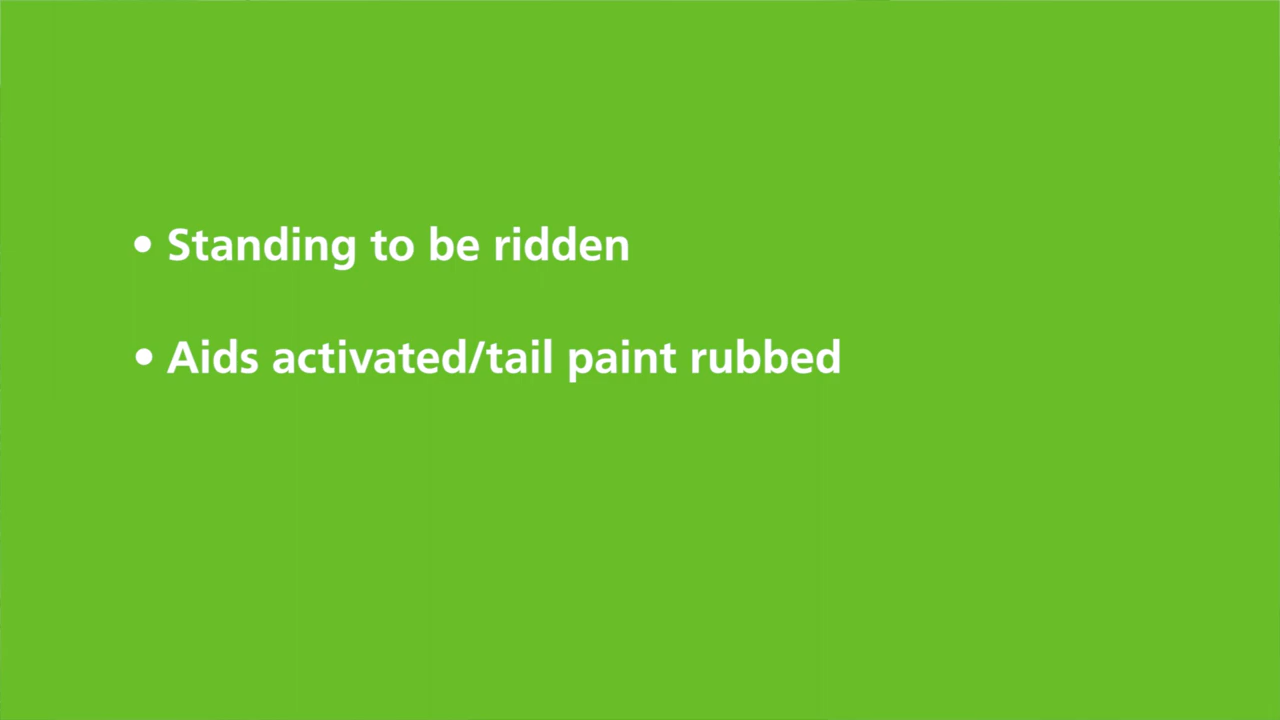 • Standing to be ridden
• Aids activated/tail paint rubbed